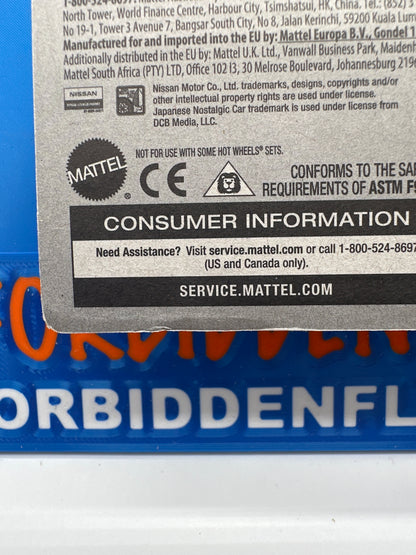 North Tower, World Finance Centre, Harbour City, Tsimshatsui, HK, China. Tel.: (852) 3
No 19-1, Tower 3 Avenue 7, Bangsar South City, No 8, Jalan Kerinchi, 59200 Kuala Lum
Manufactured for and imported into the EU by: Mattel Europa B.V., Gondel 1
Additionally distributed in the EU by: Mattel U.K. Ltd., Vanwall Business Park, Maiden
Mattel South Africa (PTY) LTD, Office 102 I3, 30 Melrose Boulevard, Johannesburg 2196
NISSAN
Nissan Motor Co., Ltd. trademarks, designs, copyrights and/or
other intellectual property rights are used under license.
Japanese Nostalgic Car trademark is used under license from
DCB Media, LLC.
NOT FOR USE WITH SOME HOT WHEELS® SETS.
MATTEL
CE
CONFORMS TO THE SA
REQUIREMENTS OF ASTM F
CONSUMER INFORMATION
Need Assistance? Visit service.mattel.com or call 1-800-524-8697
(US and Canada only).
SERVICE.MATTEL.COM
FORBIDDEN
ORBIDDENFL